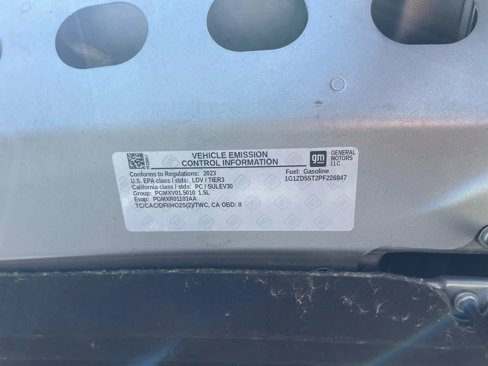 VEHICLE EMISSION
CONTROL INFORMATION
gm
GENERAL
MOTORS
LLC
Conforms to Regulations: 2023
U.S. EPA class / stds: LDV / TIER3
California class / stds: PC / SULEV30
Group: PGMXV01.5010 1.5L
Evap: PGMXR01103AA
TC/CAC/DFI/HO2S(2)/TWC, CA OBD: II
Fuel: Gasoline
1G1ZD5ST2PF226847